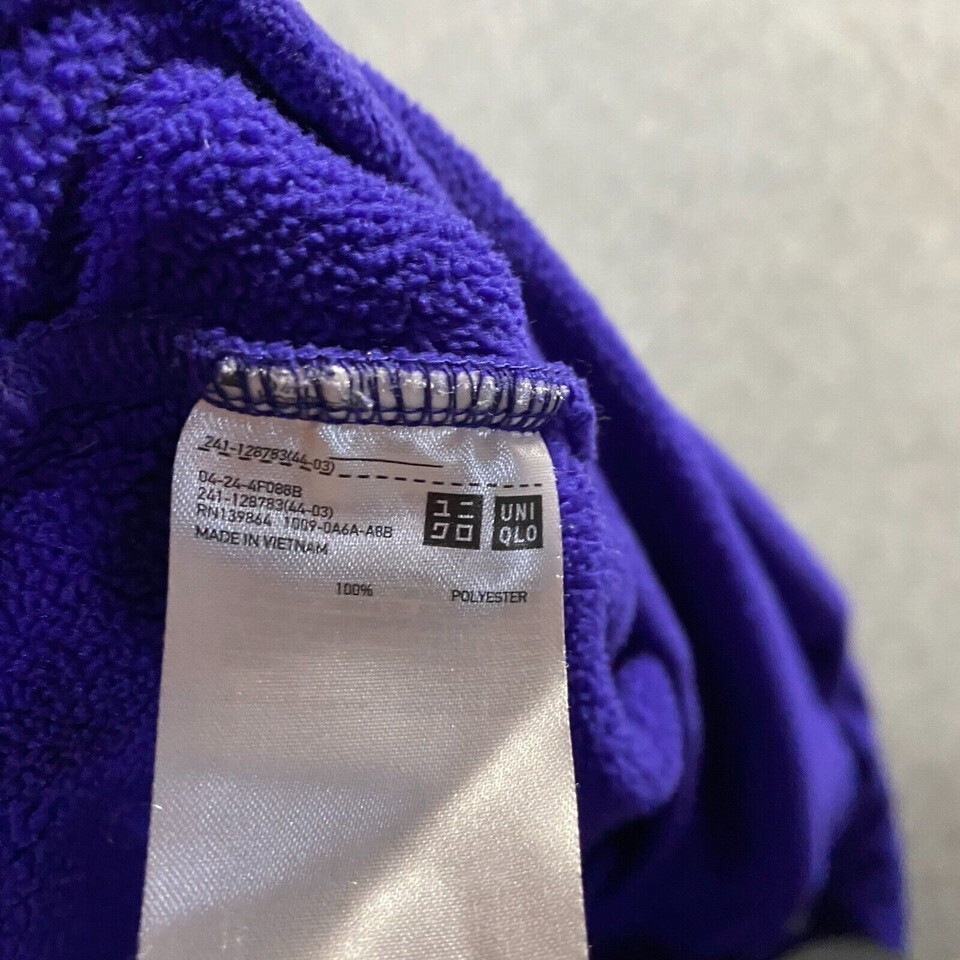 241-128783(44-03)
04-24-4F088B
241-128783(44-03)
RN139864 1009-0A6A-A8B
MADE IN VIETNAM
ユニ
クロ
UNI
QLO
100% POLYESTER